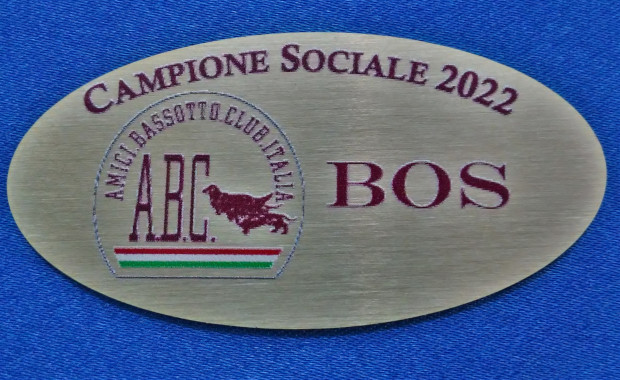 CAMPIONE SOCIALE 2022
AMICI.BASSOTTO.CLUB.ITALIA
A.B.C.
BOS